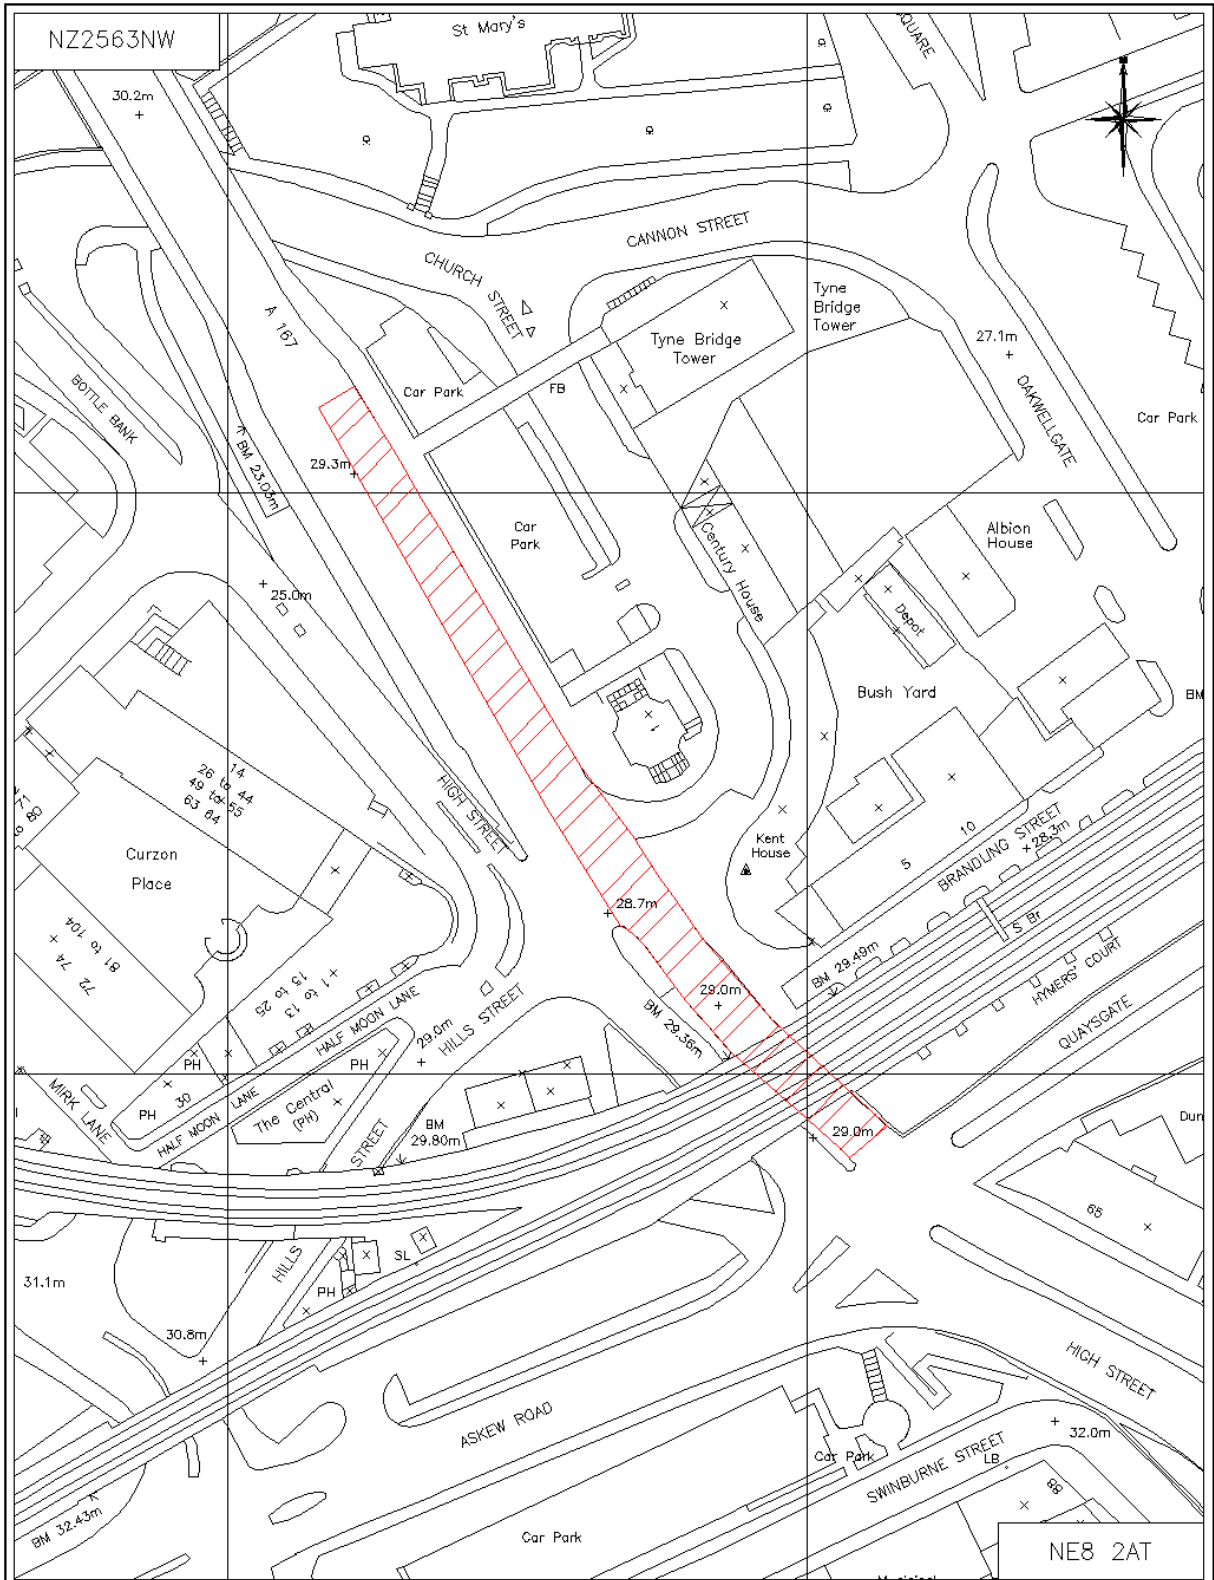 NZ2563NW
St Mary's
SQUARE
30.2m
CANNON STREET
CHURCH STREET
Tyne
Bridge
Tower
A 167
Tyne Bridge
Tower
27.1m
BOTTLE BANK
Car Park
FB
OAKWELLGATE
Car Park
BM 23.03m
29.3m
Car
Park
Century House
Albion
House
25.0m
Depot
Bush Yard
BM
14
26 to 44
49 to 55
63 64
HIGH STREET
Kent
House
10
5
BRANDLING STREET
28.3m
Curzon
Place
28.7m
S Br
81 to 104
72 74
1 to 13
15 to 25
BM 29.49m
HYMERS' COURT
29.0m
BM 29.36m
QUAYSGATE
HALF MOON LANE
29.0m
HILLS STREET
PH
PH
30
PH
MIRK LANE
HALF MOON LANE
The Central
(PH)
STREET
BM
29.80m
29.0m
Dun
65
HILLS
SL
PH
31.1m
30.8m
HIGH STREET
ASKEW ROAD
32.0m
Car Park
SWINBURNE STREET
LB
88
BM 32.43m
Car Park
NE8 2AT